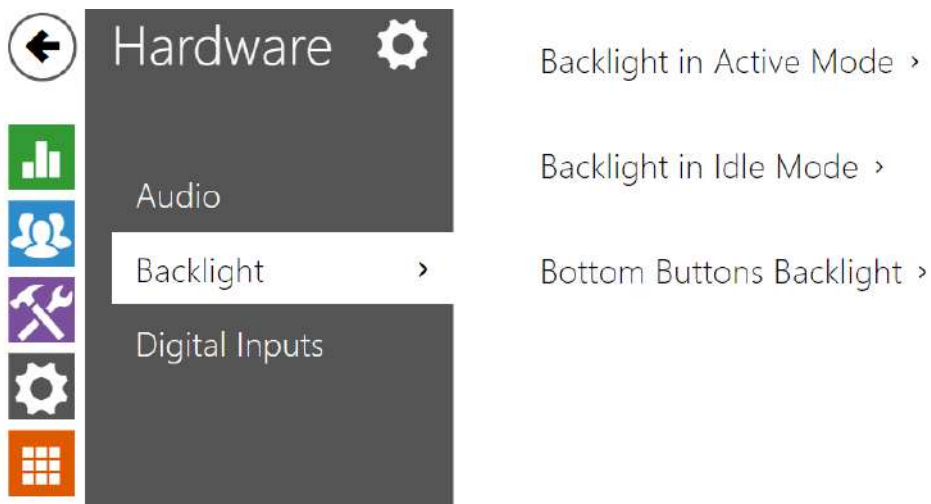 Hardware
Audio
Backlight
Digital Inputs
Backlight in Active Mode
Backlight in Idle Mode
Bottom Buttons Backlight